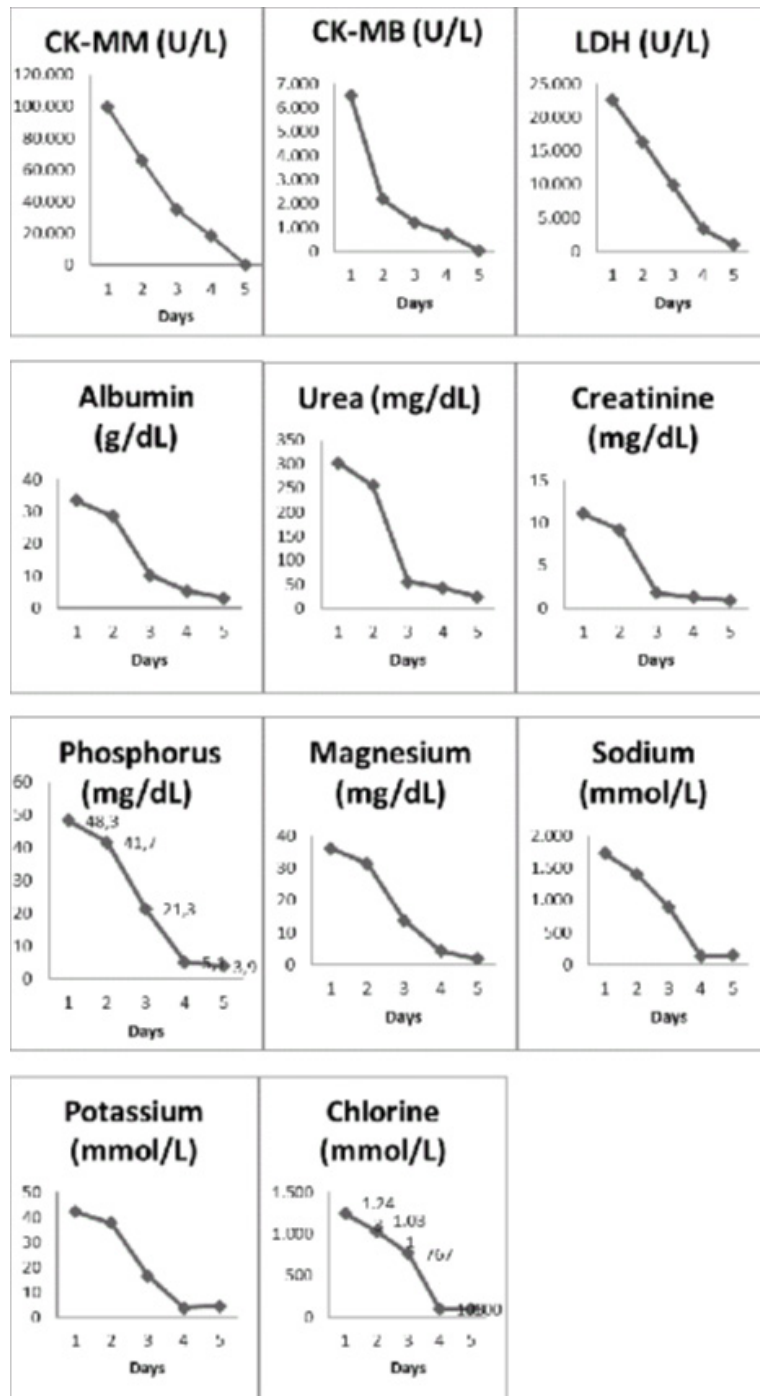 CK-MM (U/L)
120.000
100.000
80.000
60.000
40.000
20.000
0
1 2 3 4 5
Days
CK-MB (U/L)
7.000
6.000
5.000
4.000
3.000
2.000
1.000
0
1 2 3 4 5
Days
LDH (U/L)
25.000
20.000
15.000
10.000
5.000
0
1 2 3 4 5
Days
Albumin
(g/dL)
40
30
20
10
0
1 2 3 4 5
Days
Urea (mg/dL)
350
300
250
200
150
100
50
0
1 2 3 4 5
Days
Creatinine
(mg/dL)
15
10
5
0
1 2 3 4 5
Days
Phosphorus
(mg/dL)
60
50
40
30
20
10
0
48,3
41,7
21,3
3,9
1 2 3 4 5
Days
Magnesium
(mg/dL)
40
30
20
10
0
1 2 3 4 5
Days
Sodium
(mmol/L)
2.000
1.500
1.000
500
0
1 2 3 4 5
Days
Potassium
(mmol/L)
50
40
30
20
10
0
1 2 3 4 5
Days
Chlorine
(mmol/L)
1.500
1.000
500
0
1.24
1.03
1
767
1 2 3 4 5
Days